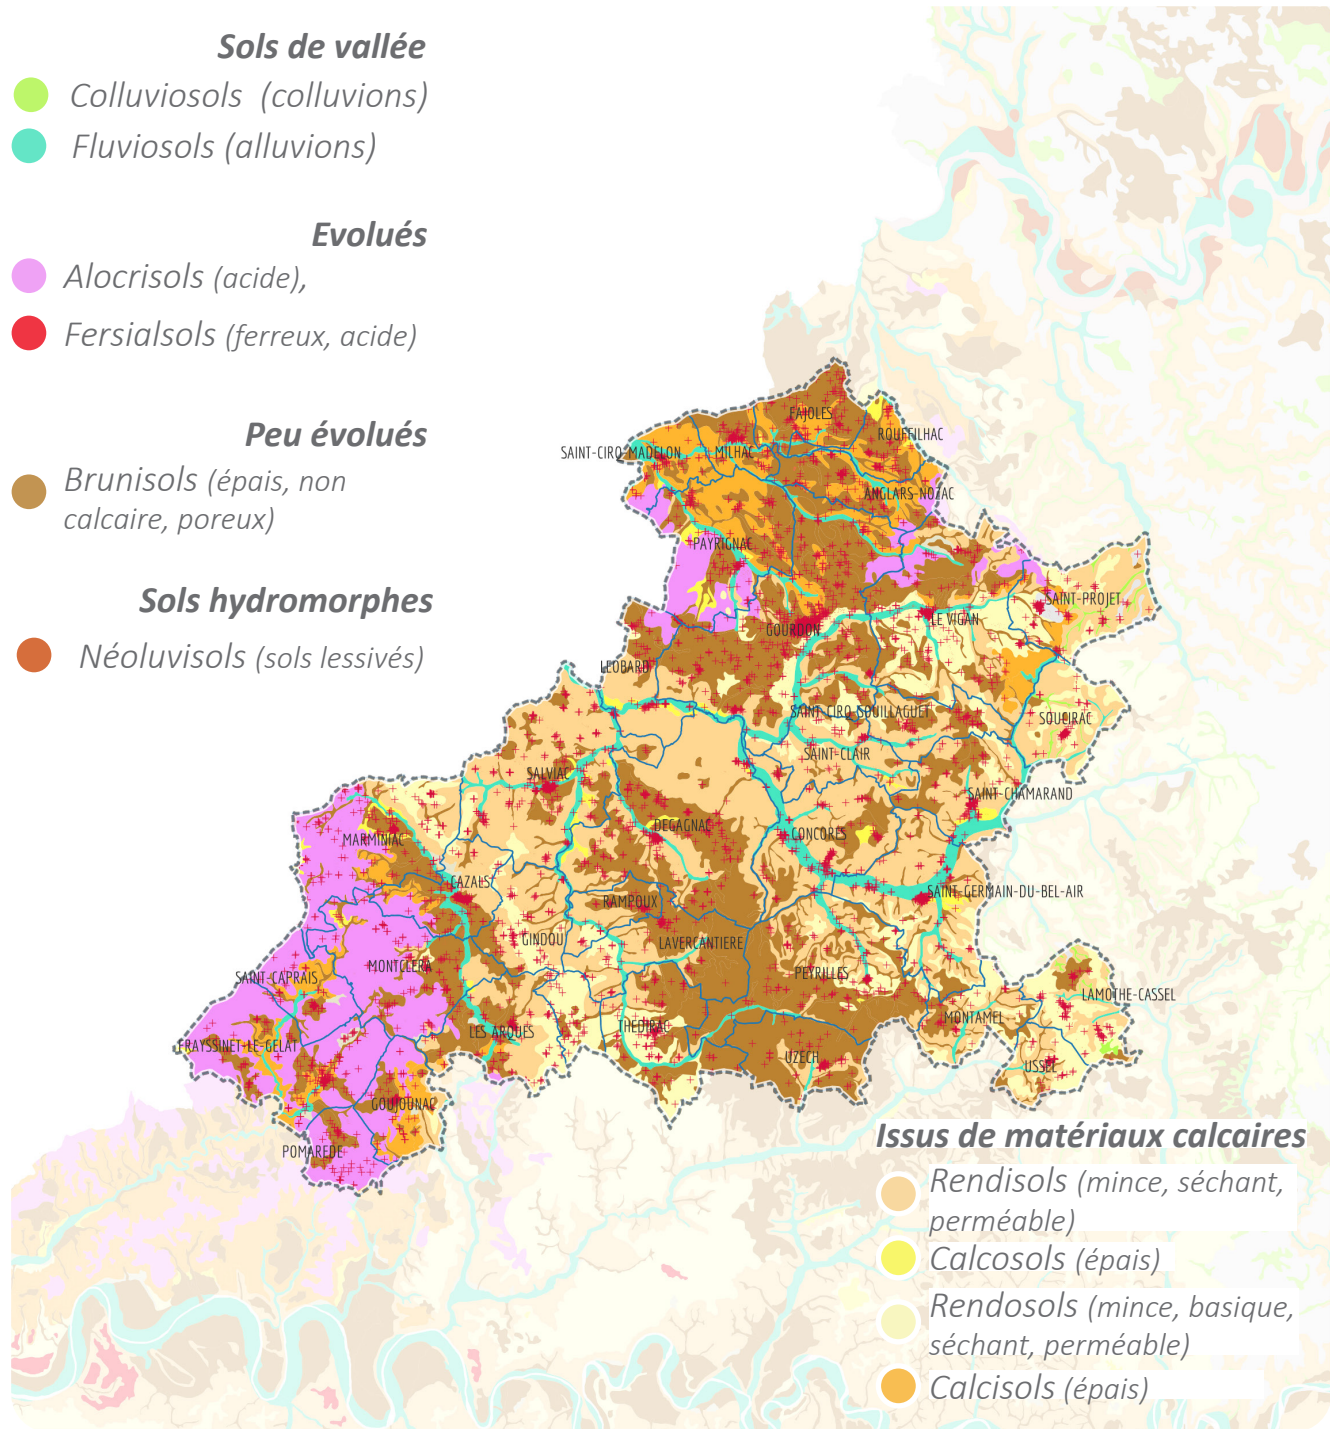 Sols de vallée
Colluviosols (colluvions)
Fluviosols (alluvions)
Evolués
Alocrisols (acide),
Fersialsols (ferreux, acide)
Peu évolués
Brunisols (épais, non
calcaire, poreux)
Sols hydromorphes
Néoluvisols (sols lessivés)
FAJOLES
ROUFFILHAC
SAINT-CIRQ-MADELON
MILHAC
ANGLARS-NOZAC
PAYRIGNAC
SAINT-PROJET
LE VIGAN
GOURDON
LEOBARD
SAINT-CIRQ-SOUILLAGUET
SOUCIRAC
SAINT-CLAIR
SALVIAC
SAINT-CHAMARAND
DEGAGNAC
CONCORES
MARMINIAC
CAZALS
SAINT-GERMAIN-DU-BEL-AIR
RAMPOUX
GINDOU
LAVERCANTIERE
MONTCLERA
SAINT-CAPRAIS
PEYRILLES
LAMOTHE-CASSEL
MONTAMEL
THEDIRAC
LES ARQUES
FRAYSSINET-LE-GELAT
UZECH
USSEL
GOUJOUNAC
POMAREDE
Issus de matériaux calcaires
Rendisols (mince, séchant,
perméable)
Calcosols (épais)
Rendosols (mince, basique,
séchant, perméable)
Calcisols (épais)